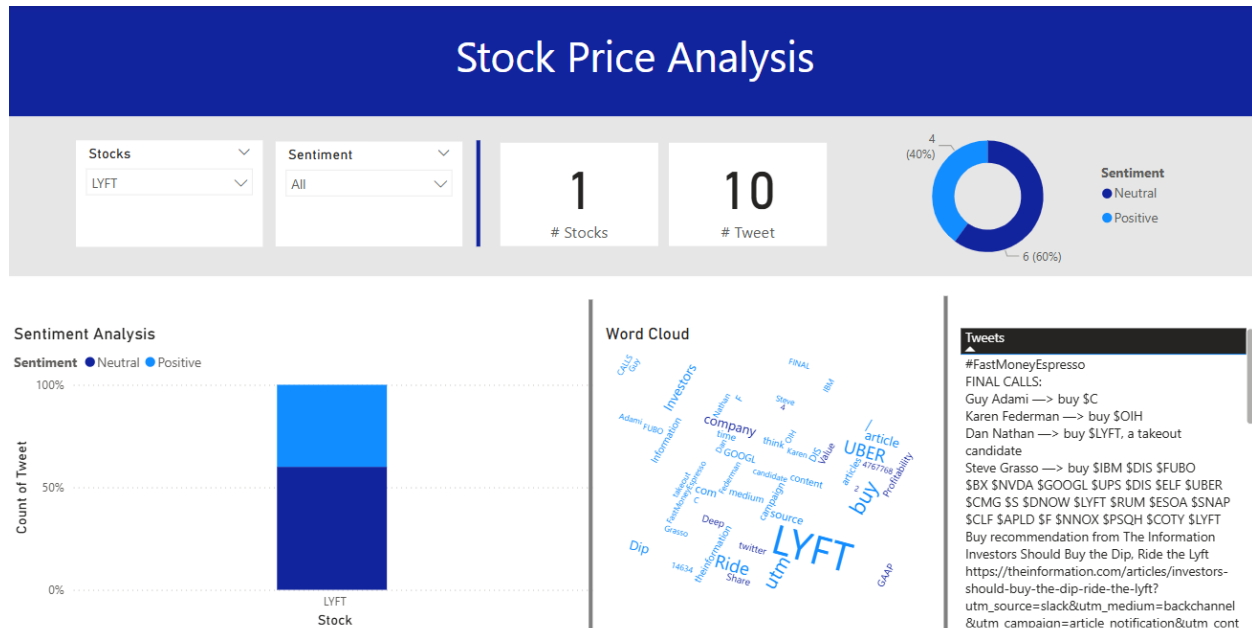 Stock Price Analysis
Stocks
LYFT
Sentiment
All
1
# Stocks
10
# Tweet
4
(40%)
6 (60%)
Sentiment
Neutral
Positive
Sentiment Analysis
Sentiment Neutral Positive
100%
50%
0%
Count of Tweet
LYFT
Stock
Word Cloud
CALLS
Guy
Investors
FINAL
IBM
Nathan
F
Steve
4
Adami
FUBO
Information
company
time
Dan
GOOGL
think
OIH
Karen
DIS
Value
/
article
UBER
articles
4767768
2
Profitability
takeout
FastMoneyEspresso
com
C
Federman
medium
candidate
content
campaign
source
buy
Grasso
Deep
twitter
Dip
14634
theinformation
Ride
Share
utm
LYFT
GAAP
Tweets
#FastMoneyEspresso
FINAL CALLS:
Guy Adami —> buy $C
Karen Federman —> buy $OIH
Dan Nathan —> buy $LYFT, a takeout
candidate
Steve Grasso —> buy $IBM $DIS $FUBO
$BX $NVDA $GOOGL $UPS $DIS $ELF $UBER
$CMG $S $DNOW $LYFT $RUM $ESOA $SNAP
$CLF $APLD $F $NNOX $PSQH $COTY $LYFT
Buy recommendation from The Information
Investors Should Buy the Dip, Ride the Lyft
https://theinformation.com/articles/investors-
should-buy-the-dip-ride-the-lyft?
utm_source=slack&utm_medium=backchannel
&utm_campaign=article_notification&utm_cont